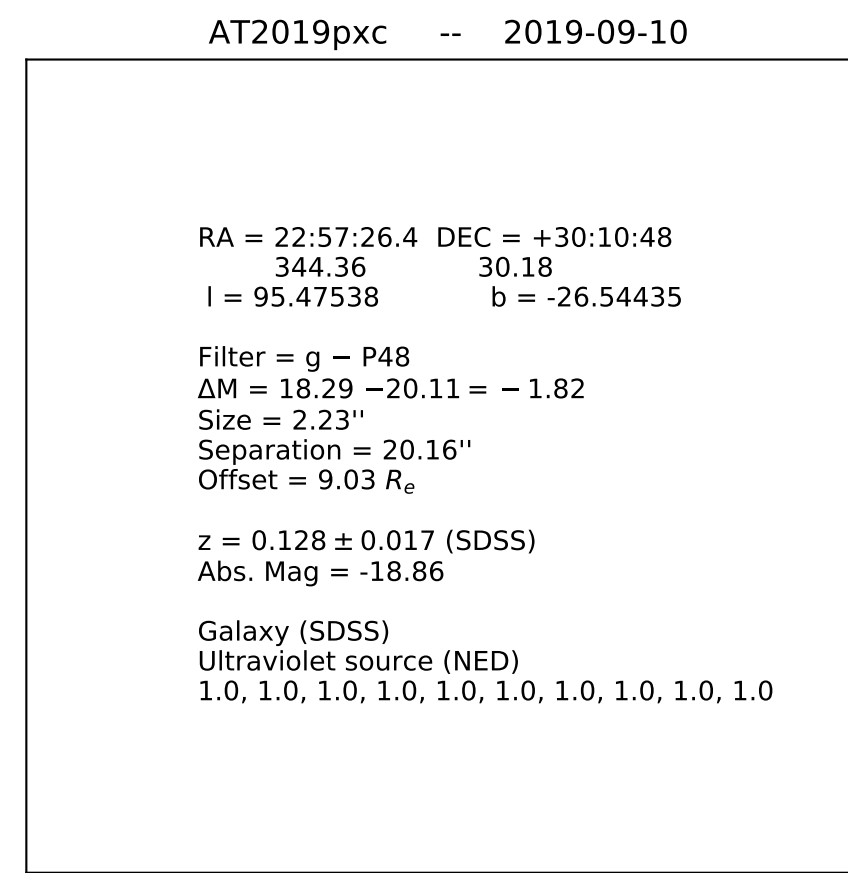 AT2019pxc -- 2019-09-10
RA = 22:57:26.4 DEC = +30:10:48
344.36 30.18
l = 95.47538 b = -26.54435
Filter = g − P48
ΔM = 18.29 −20.11 = − 1.82
Size = 2.23''
Separation = 20.16''
Offset = 9.03 Rₑ
z = 0.128 ± 0.017 (SDSS)
Abs. Mag = -18.86
Galaxy (SDSS)
Ultraviolet source (NED)
1.0, 1.0, 1.0, 1.0, 1.0, 1.0, 1.0, 1.0, 1.0, 1.0